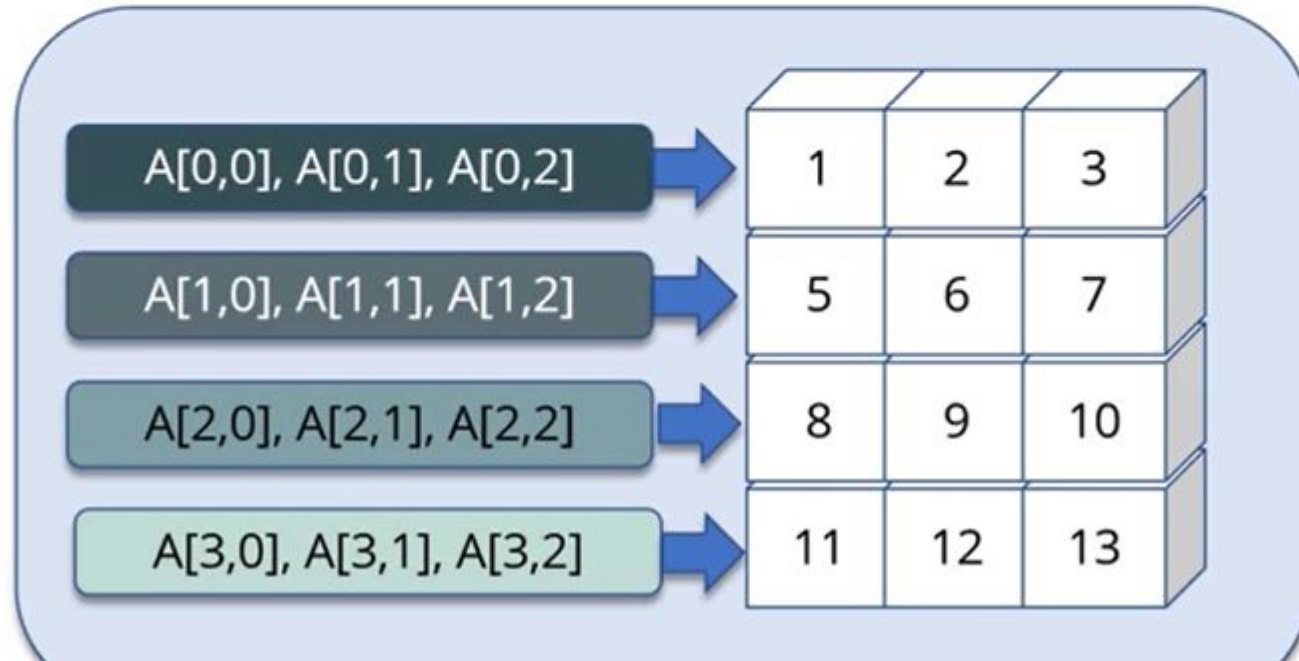 A[0,0], A[0,1], A[0,2] 1 2 3
A[1,0], A[1,1], A[1,2] 5 6 7
A[2,0], A[2,1], A[2,2] 8 9 10
A[3,0], A[3,1], A[3,2] 11 12 13